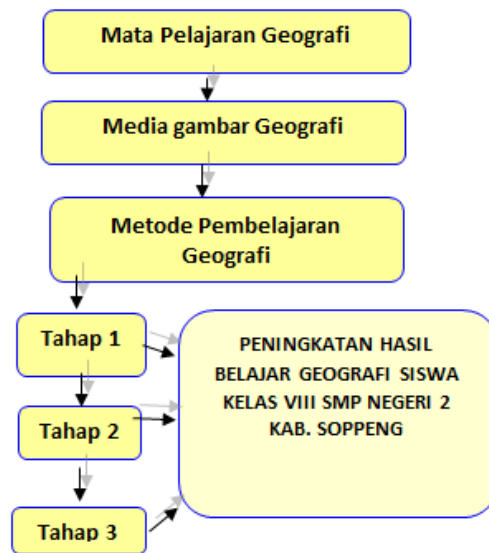 Mata Pelajaran Geografi
Media gambar Geografi
Metode Pembelajaran
Geografi
Tahap 1
PENINGKATAN HASIL
BELAJAR GEOGRAFI SISWA
KELAS VIII SMP NEGERI 2
KAB. SOPPENG
Tahap 2
Tahap 3